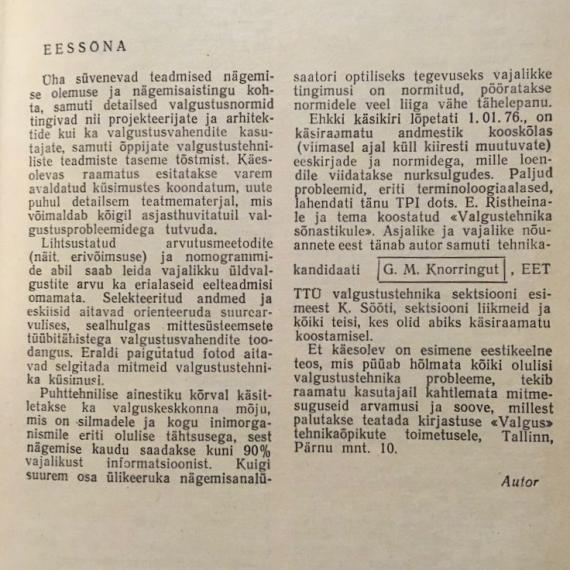 EESSÕNA
Üha süvenevad teadmised nägemi-
se olemuse ja nägemisaistingu koh-
ta, samuti detailsed valgustusnormid
tingivad nii projekteerijate ja arhitek-
tide kui ka valgustusvahendite kasu-
tajate, samuti õppijate valgustustehni-
liste teadmiste taseme tõstmist. Käes-
olevas raamatus esitatakse varem
avaldatud küsimustes koondatum, uute
puhul detailsem teatmematerjal, mis
võimaldab kõigil asjasthuvitatuil val-
gustusprobleemidega tutvuda.
Lihtsustatud arvutusmeetodite
(näit. erivõimsuse) ja nomogrammi-
de abil saab leida vajalikku üldval-
gustite arvu ka erialaseid eelteadmisi
omamata. Selekteeritud andmed ja
eskiisid aitavad orienteeruda suurear-
vulises, sealhulgas mittesüsteemsete
tüübitähistega valgustusvahendite too-
dangus. Eraldi paigutatud fotod aita-
vad selgitada mitmeid valgustustehni-
ka küsimusi.
Puhttehnilise ainestiku kõrval käsit-
letakse ka valguskeskkonna mõju,
mis on silmadele ja kogu inimorga-
nismile eriti olulise tähtsusega, sest
nägemise kaudu saadakse kuni 90%
vajalikust informatsioonist. Kuigi
suurem osa ülikeeruka nägemisanalü-
saatori optiliseks tegevuseks vajalikke
tingimusi on normitud, pööratakse
normidele veel liiga vähe tähelepanu.
Ehkki käsikiri lõpetati 1.01.76., on
käsiraamatu andmestik kooskõlas
(viimasel ajal küll kiiresti muutuvate)
eeskirjade ja normidega, mille loen-
dile viidatakse nurksulgudes. Paljud
probleemid, eriti terminoloogiaalased,
lahendati tänu TPI dots. E. Ristheina-
le ja tema koostatud «Valgustehnika
sõnastikule». Asjalike ja vajalike nõu-
annete eest tänab autor samuti tehnika-
kandidaati G. M. Knorringut, EET
TTÜ valgustustehnika sektsiooni esi-
meest K. Sööti, sektsiooni liikmeid ja
kõiki teisi, kes olid abiks käsiraamatu
koostamisel.
Et käesolev on esimene eestikeelne
teos, mis püüab hõlmata kõiki olulisi
valgustustehnika probleeme, tekib
raamatu kasutajail kahtlemata mitme-
suguseid arvamusi ja soove, millest
palutakse teatada kirjastuse «Valgus»
tehnikaõpikute toimetusele, Tallinn,
Pärnu mnt. 10.
Autor